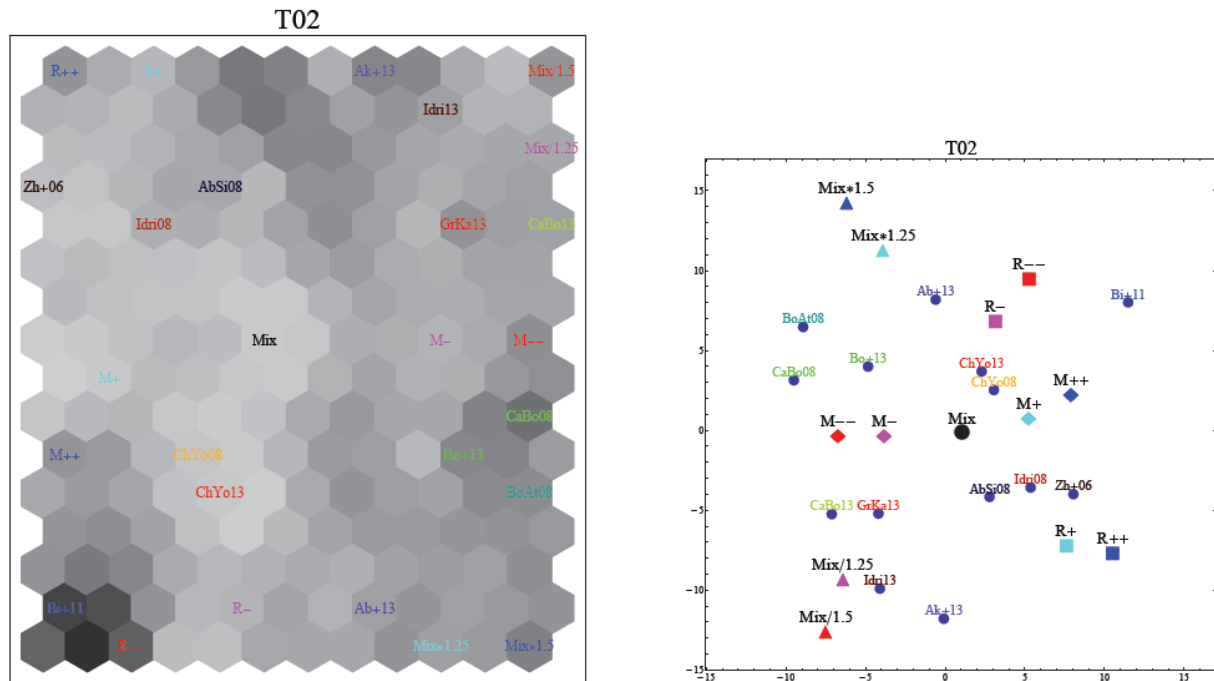 T02
R++ R+ Ak+13 Mix/1.5
Idri13
Mix/1.25
Zh+06 AbSi08
Idri08 GrKa13 CaBo13
Mix M− M−−
M+
CaBo08
M++ ChYo08 Bo+13
ChYo13 BoAt08
Bi+11 R− Ab+13
R−− Mix*1.25 Mix*1.5
T02
15
Mix*1.5
Mix*1.25
10
R−−
Ab+13 Bi+11
R−
BoAt08
5
Bo+13 ChYo13
CaBo08 ChYo08
M++
M+
M−− M− Mix
0
Idri08
AbSi08 Zh+06
CaBo13 GrKa13
−5
R+ R++
Mix/1.25
Idri13
−10
Mix/1.5 Ak+13
−15
−15 −10 −5 0 5 10 15